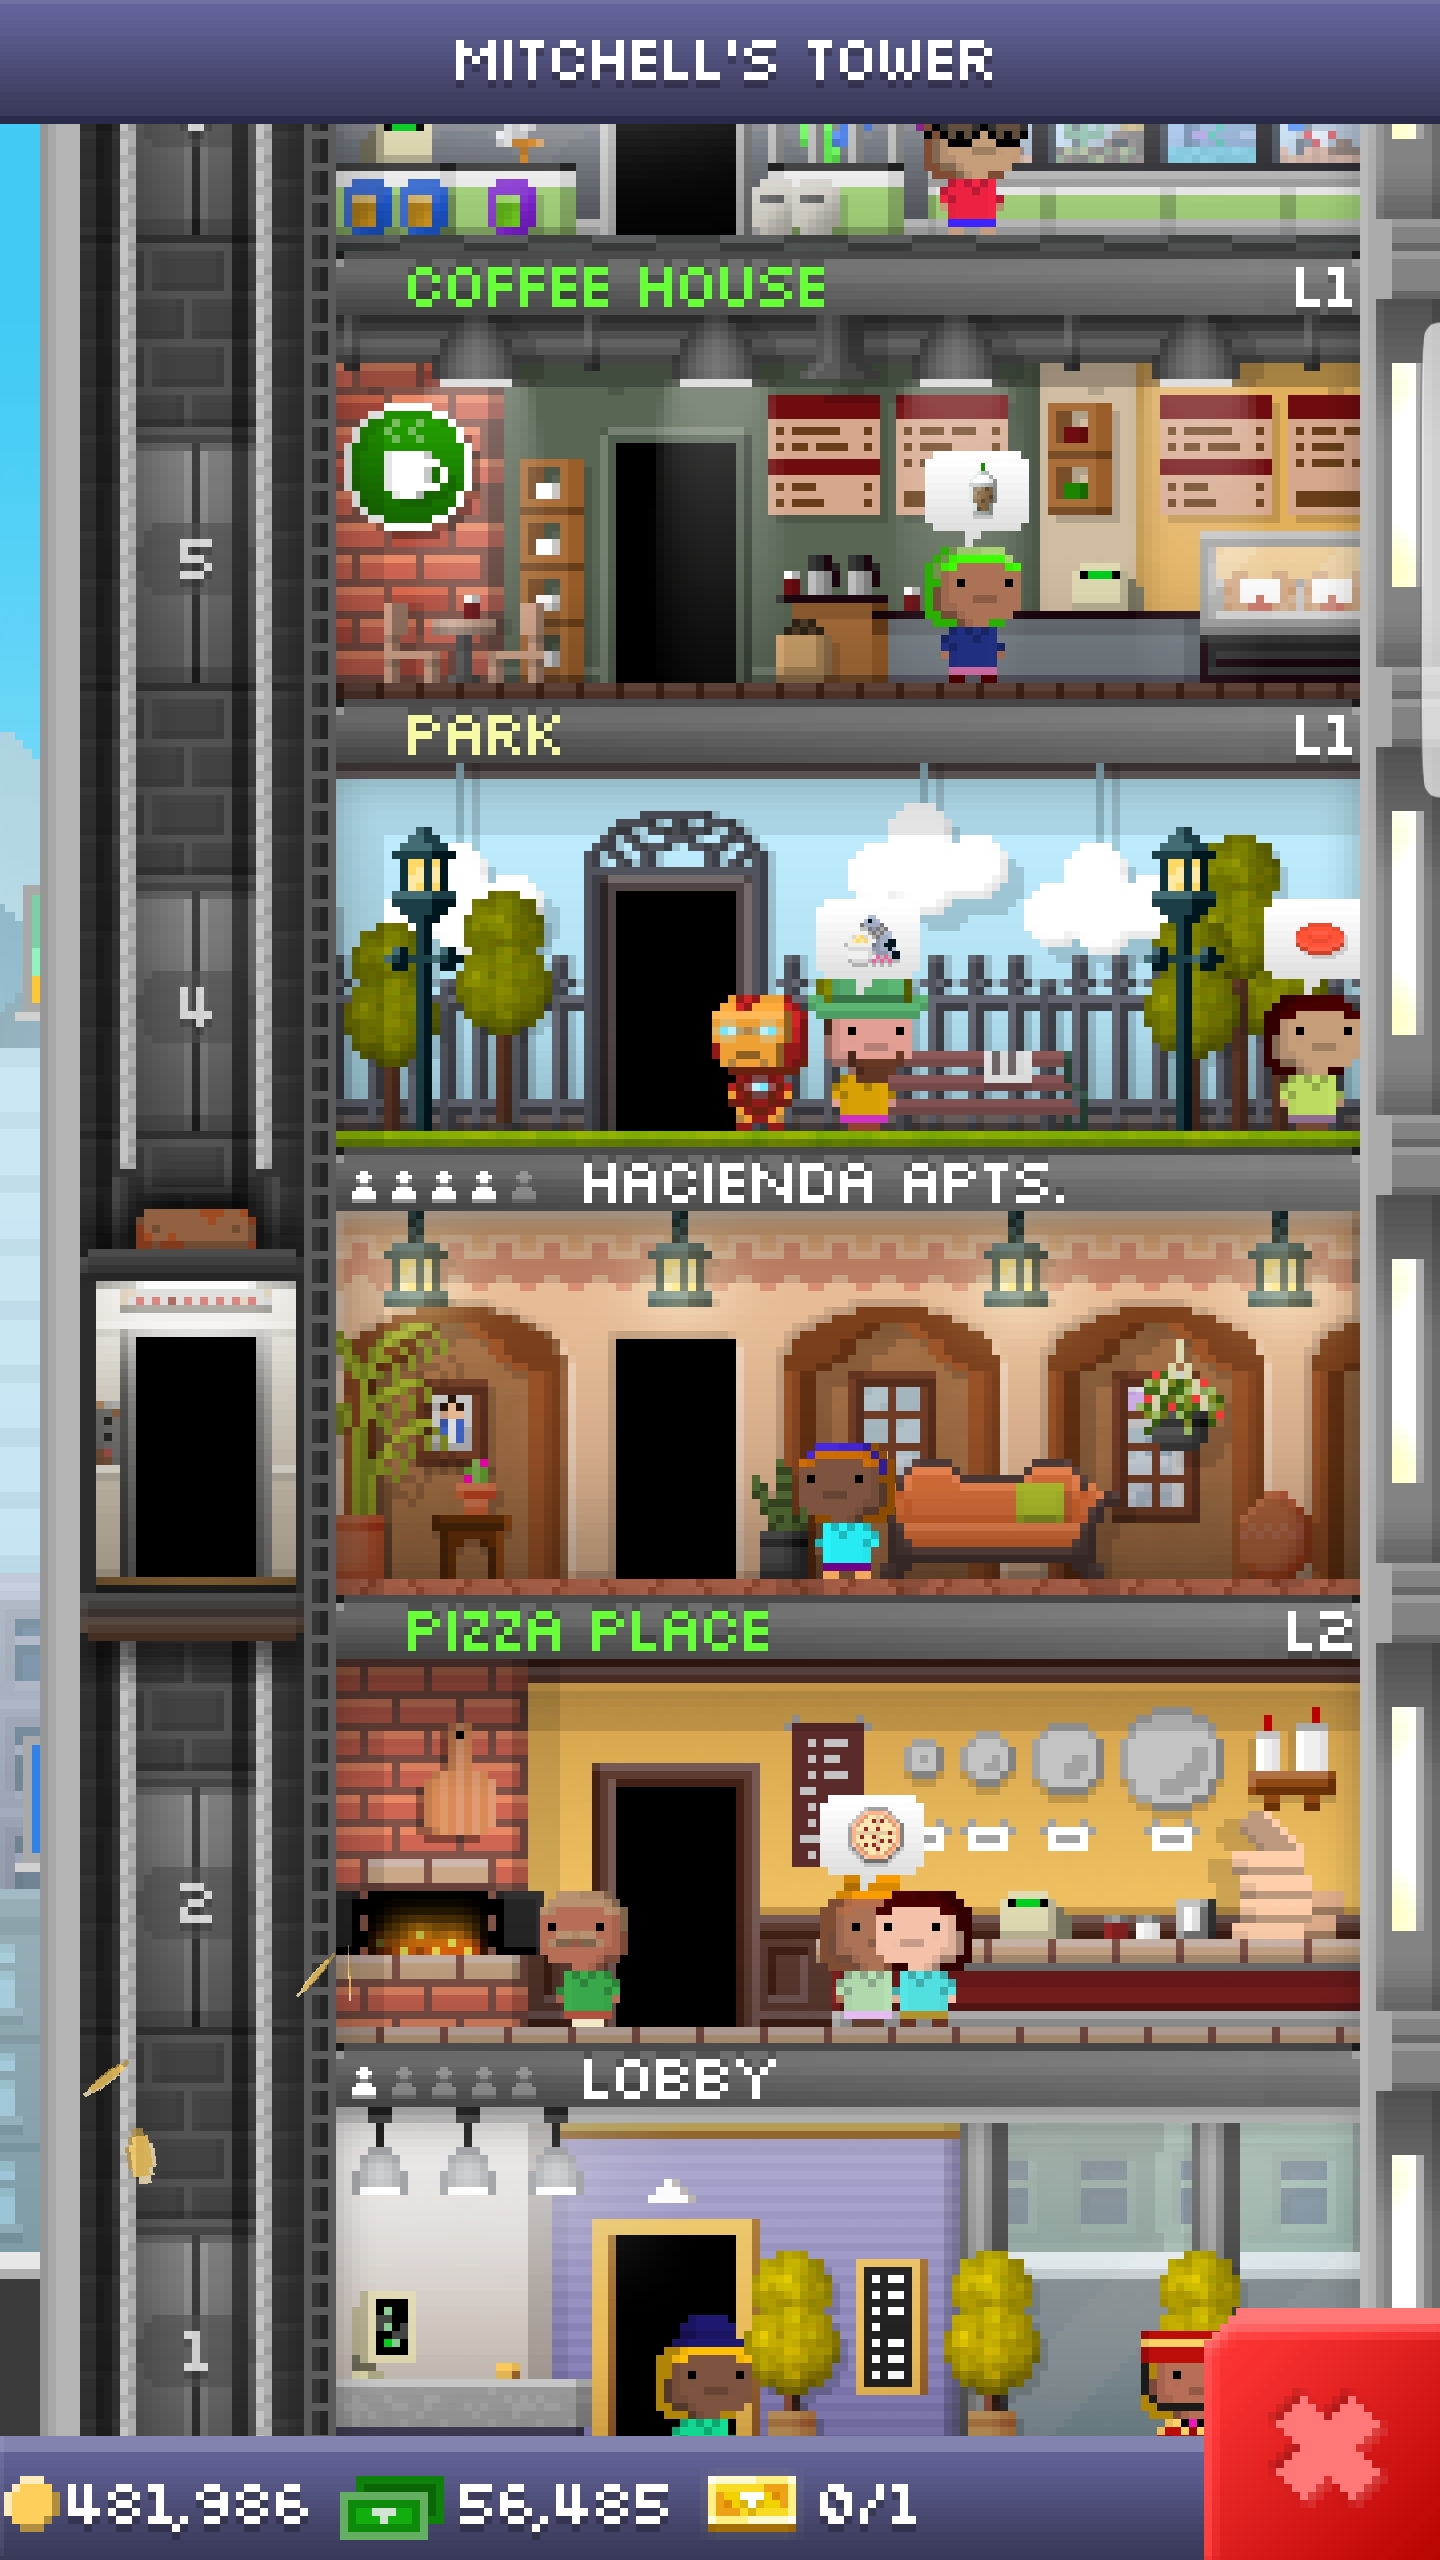 MITCHELL'S TOWER
COFFEE HOUSE L1
5
PARK L1
4
HACIENDA APTS.
PIZZA PLACE L2
2
LOBBY
1
481,986 56,485 0/1